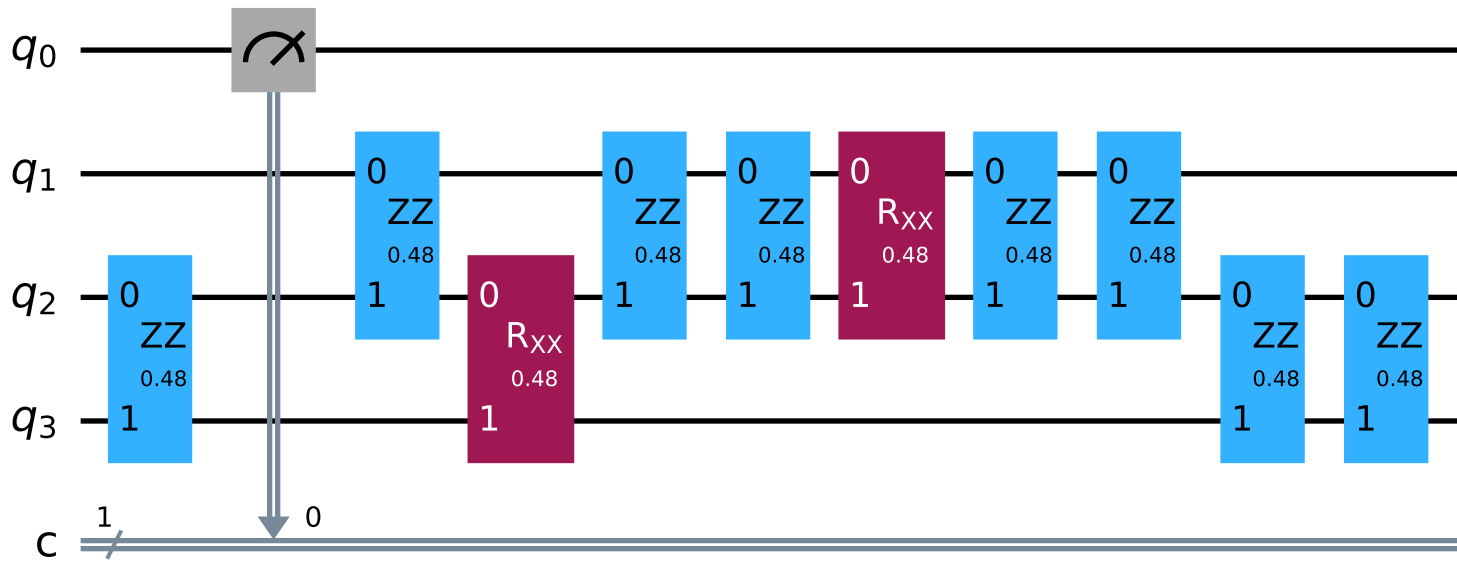 q0
q1
0 0 0 0 0 0
ZZ ZZ ZZ RXX ZZ ZZ
0.48 0.48 0.48 0.48 0.48 0.48
q2
0 1 0 1 1 1 1 1 0 0
ZZ RXX ZZ ZZ
0.48 0.48 0.48 0.48
q3
1 1 1 1
1 0
c